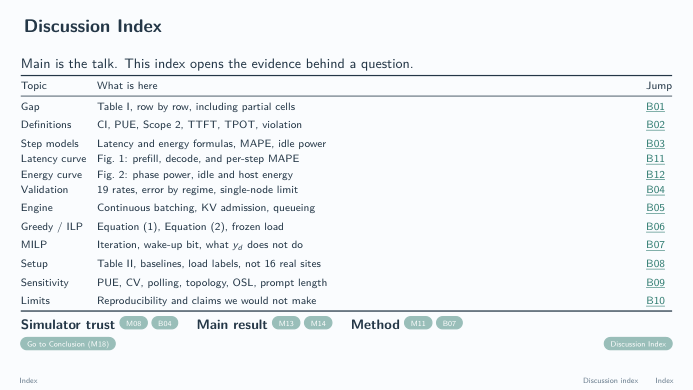 Discussion Index
Main is the talk. This index opens the evidence behind a question.
Topic What is here Jump
Gap Table I, row by row, including partial cells B01
Definitions CI, PUE, Scope 2, TTFT, TPOT, violation B02
Step models Latency and energy formulas, MAPE, idle power B03
Latency curve Fig. 1: prefill, decode, and per-step MAPE B11
Energy curve Fig. 2: phase power, idle and host energy B12
Validation 19 rates, error by regime, single-node limit B04
Engine Continuous batching, KV admission, queueing B05
Greedy / ILP Equation (1), Equation (2), frozen load B06
MILP Iteration, wake-up bit, what y_d does not do B07
Setup Table II, baselines, load labels, not 16 real sites B08
Sensitivity PUE, CV, polling, topology, OSL, prompt length B09
Limits Reproducibility and claims we would not make B10
Simulator trust M08 B04 Main result M13 M14 Method M11 B07
Go to Conclusion (M18) Discussion Index
Index Discussion index Index